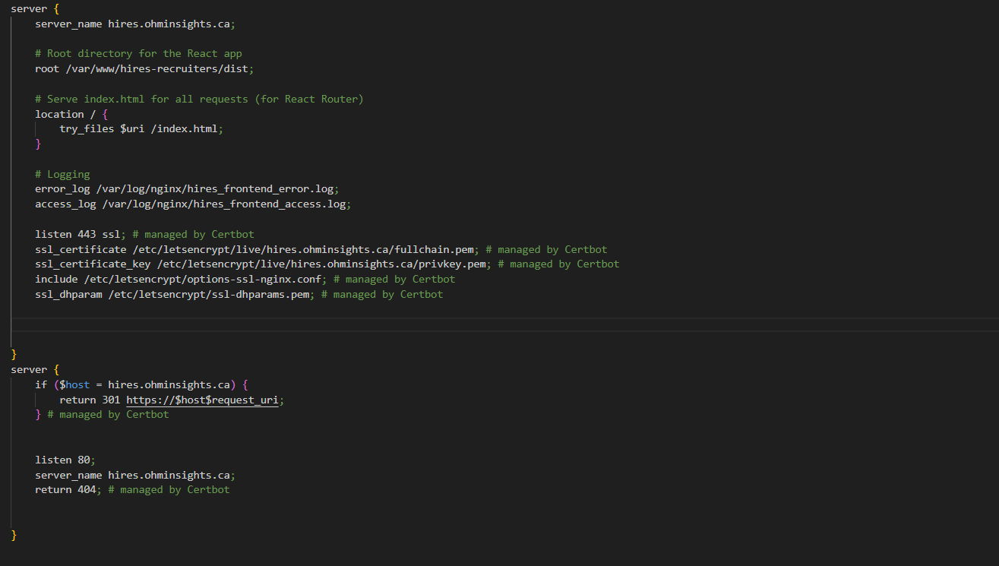 server {
server_name hires.ohminsights.ca;
# Root directory for the React app
root /var/www/hires-recruiters/dist;
# Serve index.html for all requests (for React Router)
location / {
try_files $uri /index.html;
}
# Logging
error_log /var/log/nginx/hires_frontend_error.log;
access_log /var/log/nginx/hires_frontend_access.log;
listen 443 ssl; # managed by Certbot
ssl_certificate /etc/letsencrypt/live/hires.ohminsights.ca/fullchain.pem; # managed by Certbot
ssl_certificate_key /etc/letsencrypt/live/hires.ohminsights.ca/privkey.pem; # managed by Certbot
include /etc/letsencrypt/options-ssl-nginx.conf; # managed by Certbot
ssl_dhparam /etc/letsencrypt/ssl-dhparams.pem; # managed by Certbot
}
server {
if ($host = hires.ohminsights.ca) {
return 301 https://$host$request_uri;
} # managed by Certbot
listen 80;
server_name hires.ohminsights.ca;
return 404; # managed by Certbot
}